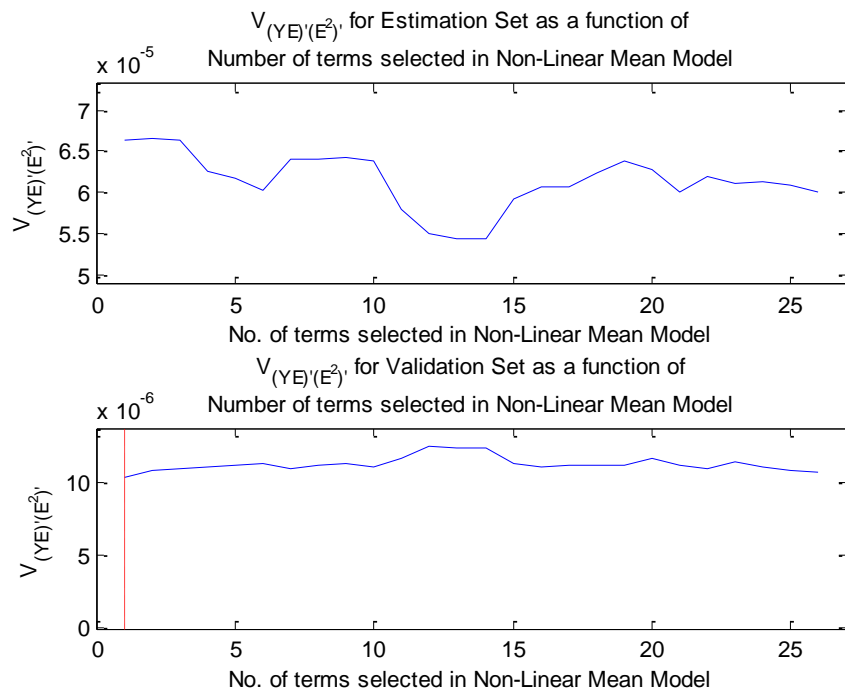 V(YE)'(E²)' for Estimation Set as a function of
Number of terms selected in Non-Linear Mean Model
x 10⁻⁵
7
6.5
6
5.5
5
V(YE)'(E²)'
0 5 10 15 20 25
No. of terms selected in Non-Linear Mean Model
V(YE)'(E²)' for Validation Set as a function of
Number of terms selected in Non-Linear Mean Model
x 10⁻⁶
10
5
0
V(YE)'(E²)'
0 5 10 15 20 25
No. of terms selected in Non-Linear Mean Model